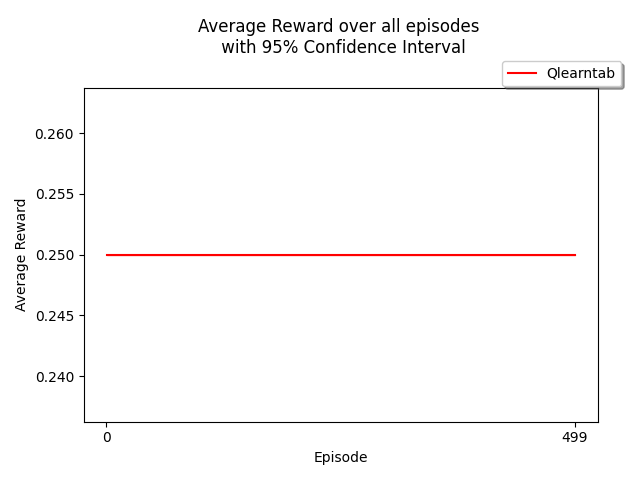 Average Reward over all episodes
with 95% Confidence Interval
Qlearntab
0.260
0.255
0.250
0.245
0.240
Average Reward
0 499
Episode